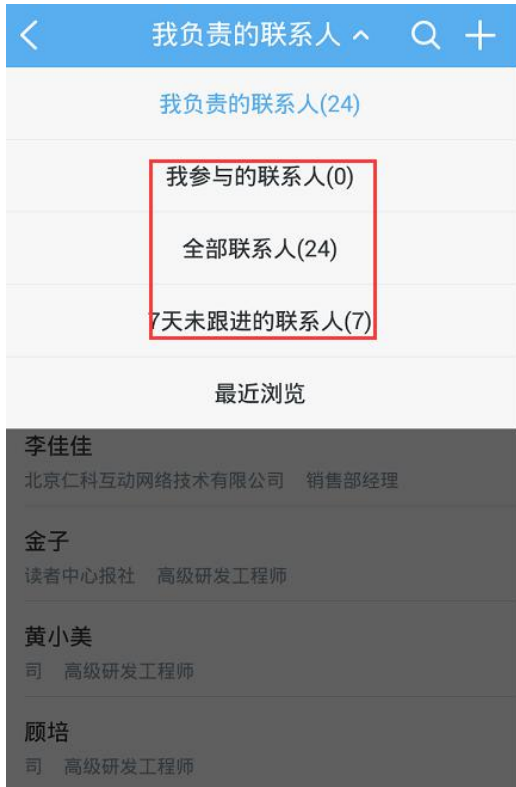 我负责的联系人
我负责的联系人(24)
我参与的联系人(0)
全部联系人(24)
7天未跟进的联系人(7)
最近浏览
李佳佳
北京仁科互动网络技术有限公司 销售部经理
金子
读者中心报社 高级研发工程师
黄小美
司 高级研发工程师
顾培
司 高级研发工程师